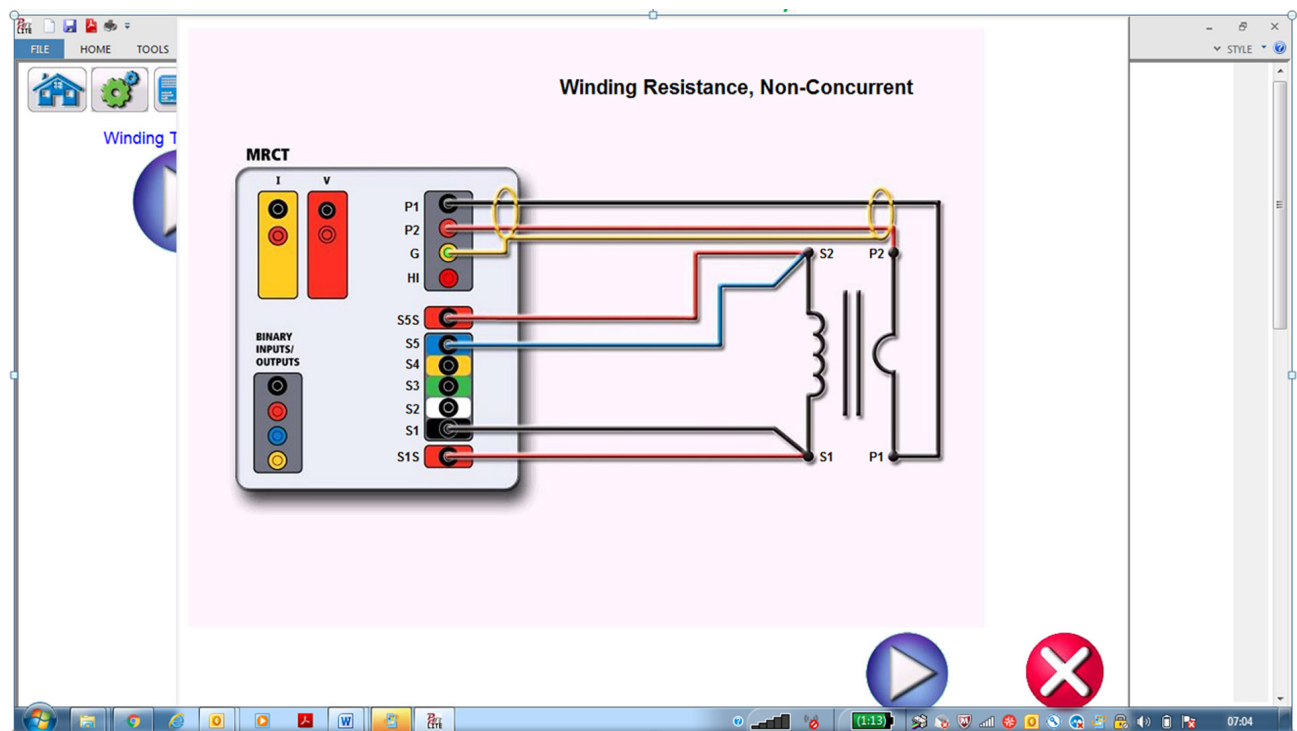 FILE HOME TOOLS
STYLE
Winding T
Winding Resistance, Non-Concurrent
MRCT
I V
P1
P2
G
HI
S5S
S5
S4
S3
S2
S1
S1S
BINARY
INPUTS/
OUTPUTS
S2 P2
S1 P1
(1:13)
07:04